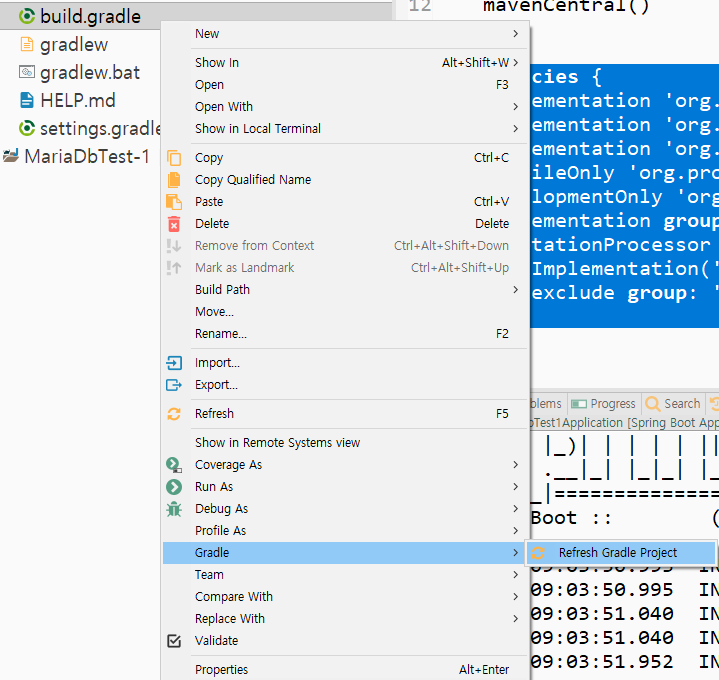 build.gradle
gradlew
gradlew.bat
HELP.md
settings.gradle
MariaDbTest-1
New
Show In Alt+Shift+W
Open F3
Open With
Show in Local Terminal
Copy Ctrl+C
Copy Qualified Name
Paste Ctrl+V
Delete Delete
Remove from Context Ctrl+Alt+Shift+Down
Mark as Landmark Ctrl+Alt+Shift+Up
Build Path
Move...
Rename... F2
Import...
Export...
Refresh F5
Show in Remote Systems view
Coverage As
Run As
Debug As
Profile As
Gradle
Refresh Gradle Project
Team
Compare With
Replace With
Validate
Properties Alt+Enter
12 mavenCentral()
cies {
ementation 'org.
ementation 'org.
ementation 'org.
ileOnly 'org.pro
lopmentOnly 'org
ementation group
tationProcessor
Implementation('
exclude group: '
blems Progress Search
bTest1Application [Spring Boot App
|_)| | | | | ||
.__|_| |_|_| |_
_|==============
Boot :: (
09:03:50.995 IN
09:03:50.995 IN
09:03:51.040 IN
09:03:51.040 IN
09:03:51.952 IN